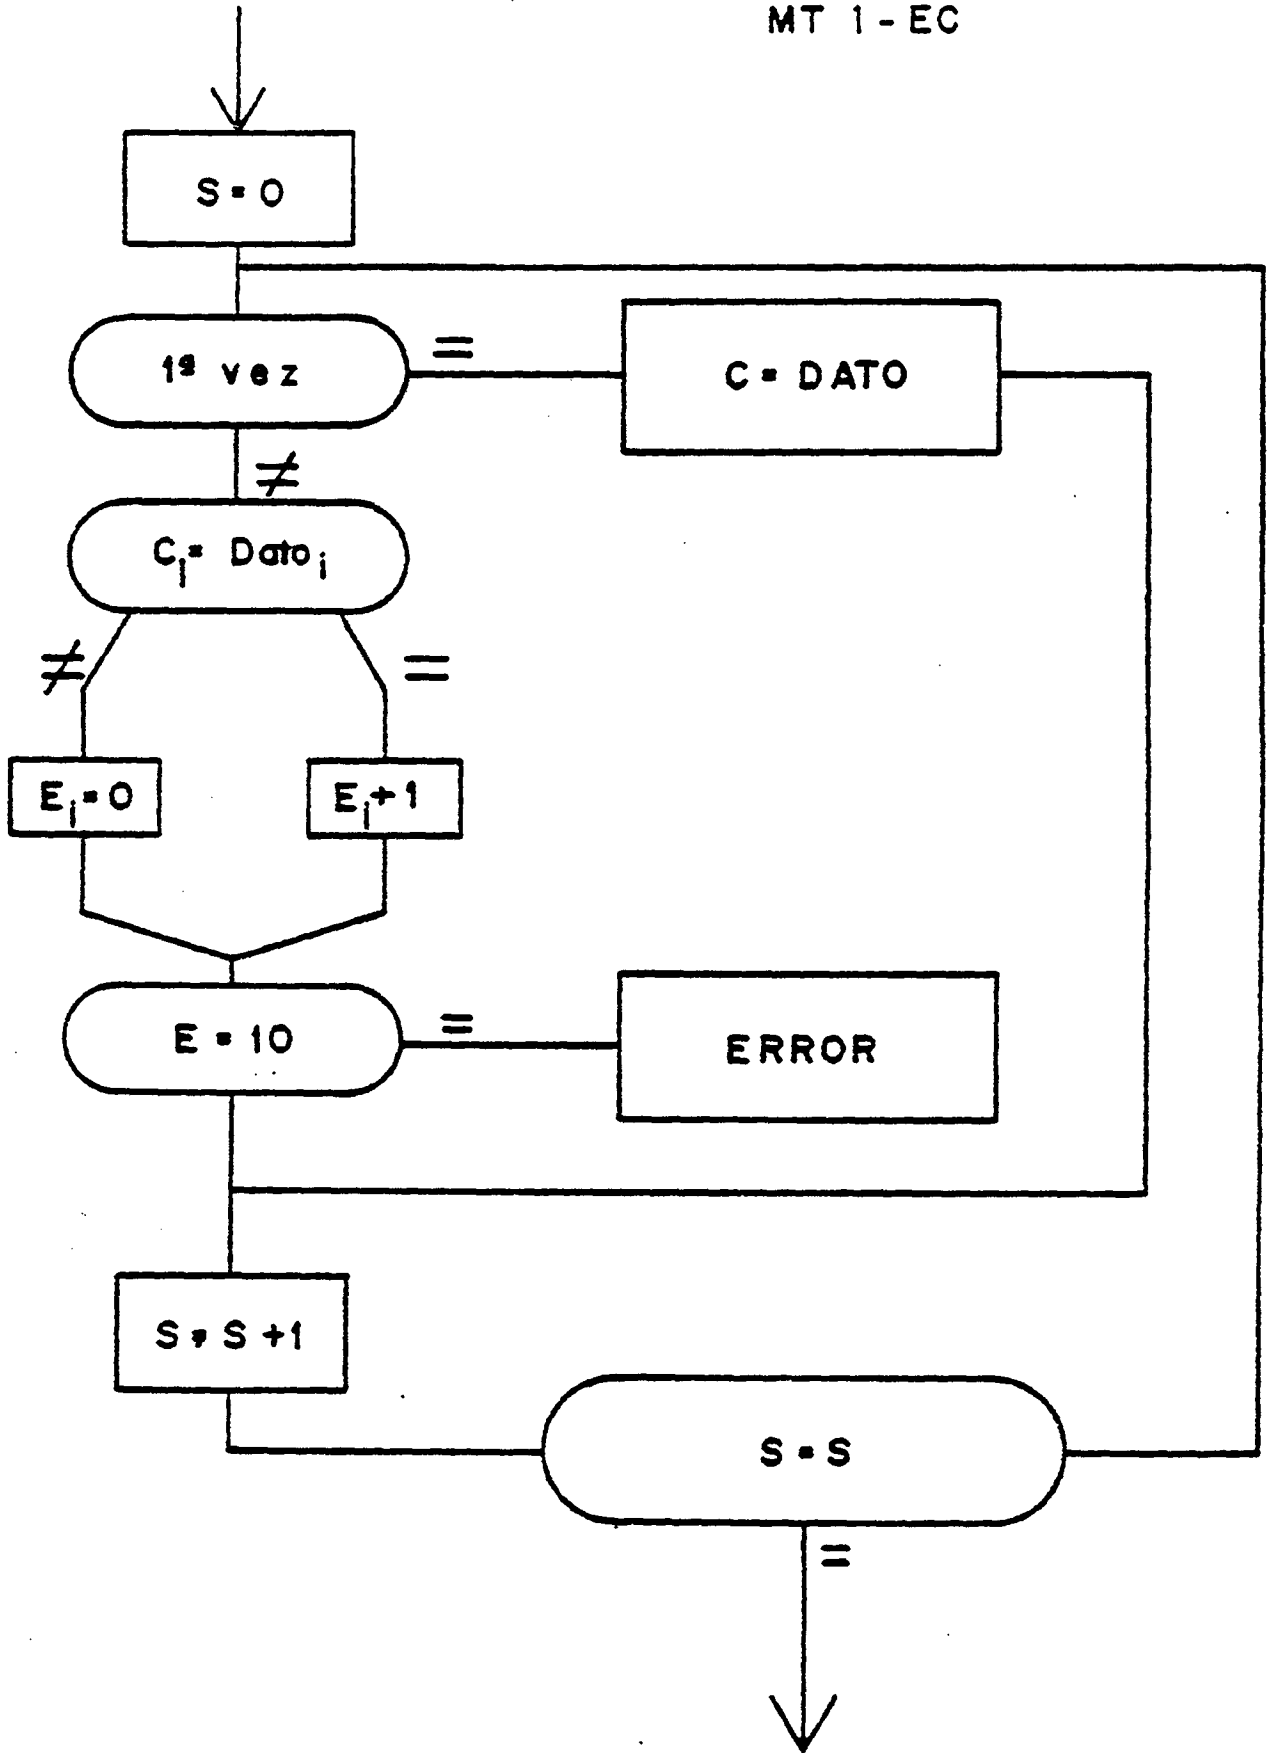 MT 1-EC
S=0
1ª vez
=
C=DATO
≠
Cᵢ= Datoᵢ
≠
=
Eᵢ=0
Eᵢ+1
E=10
=
ERROR
S=S+1
S=S
=